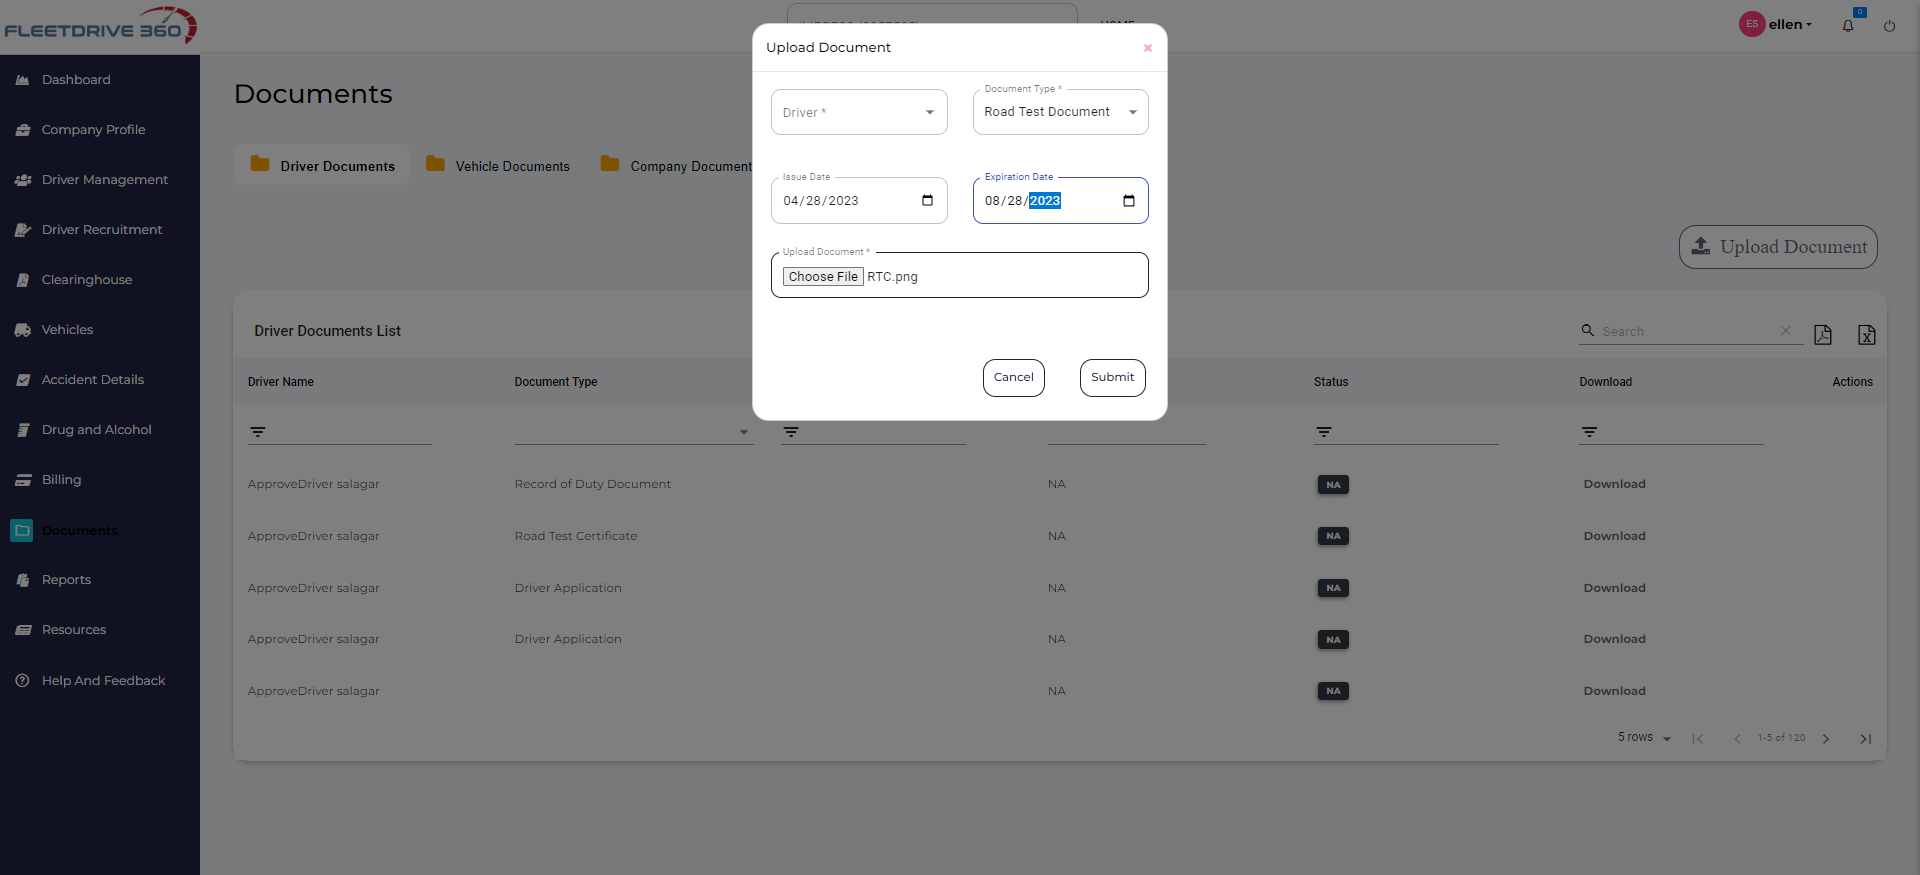 FLEETDRIVE 360
HOME
ES ellen
0
Dashboard
Company Profile
Driver Management
Driver Recruitment
Clearinghouse
Vehicles
Accident Details
Drug and Alcohol
Billing
Documents
Reports
Resources
Help And Feedback
Documents
Driver Documents Vehicle Documents Company Document
Upload Document
Upload Document ×
Driver * Document Type *
Road Test Document
Issue Date Expiration Date
04/28/2023 08/28/2023
Upload Document *
Choose File RTC.png
Cancel Submit
Driver Documents List Search
Driver Name Document Type Status Download Actions
ApproveDriver salagar Record of Duty Document NA NA Download
ApproveDriver salagar Road Test Certificate NA NA Download
ApproveDriver salagar Driver Application NA NA Download
ApproveDriver salagar Driver Application NA NA Download
ApproveDriver salagar NA NA Download
5 rows 1-5 of 120